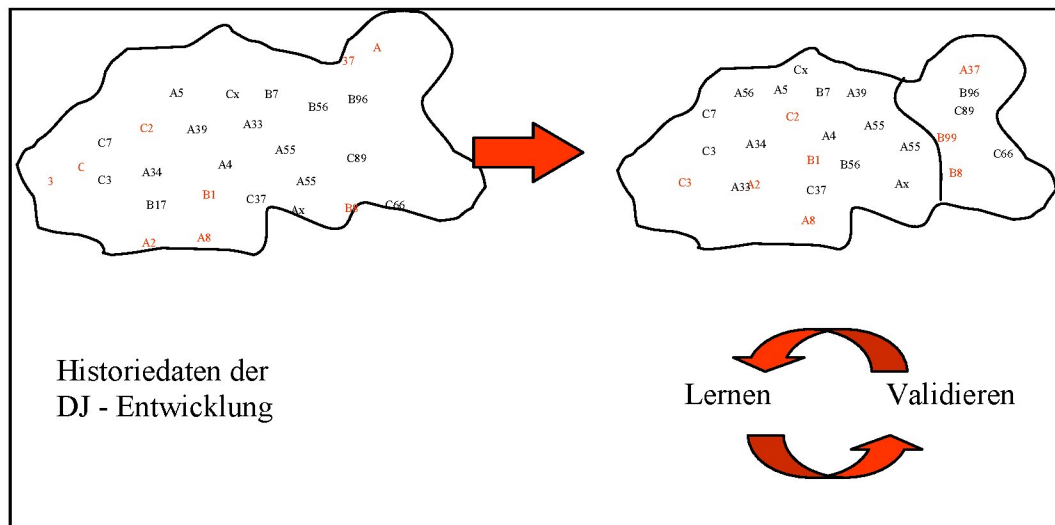 37 A
A5 Cx B7 B56 B96
C7 C2 A39 A33
A55 C89
3 C C3 A34 A4 A55
B17 B1 C37 Ax B8 C66
A2 A8
Cx
A56 A5 B7 A39
C7 C2 A4 A55
C3 A34 B1 B56 A55
C3 A33 A2 C37 Ax
A8
A37
B96
C89
B99
C66
B8
Historiedaten der
DJ - Entwicklung
Lernen Validieren